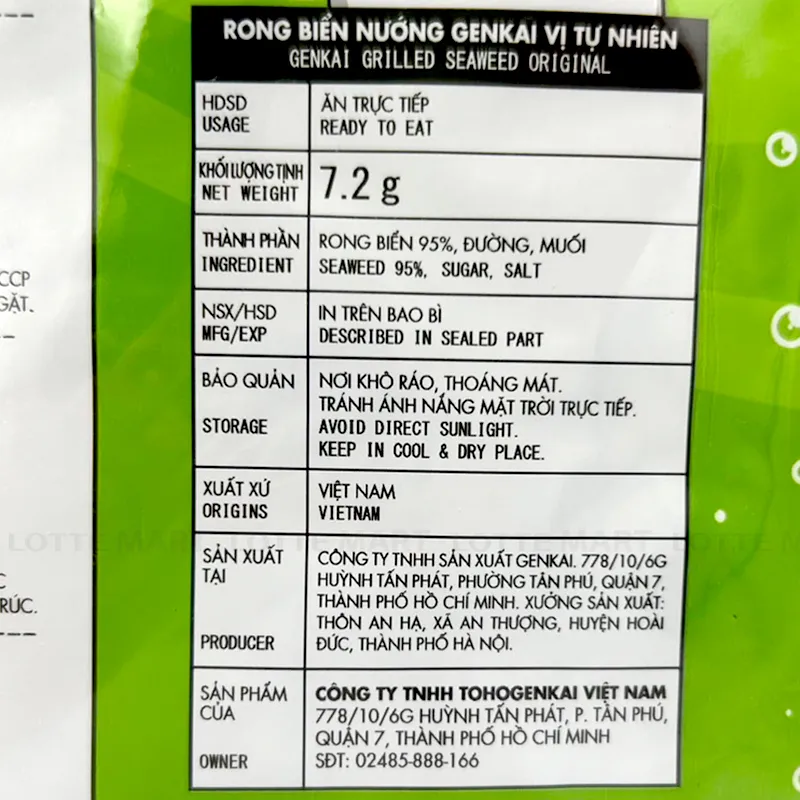 RONG BIỂN NƯỚNG GENKAI VỊ TỰ NHIÊN
GENKAI GRILLED SEAWEED ORIGINAL
HDSD
USAGE
ĂN TRỰC TIẾP
READY TO EAT
KHỐI LƯỢNG TỊNH
NET WEIGHT
7.2 g
THÀNH PHẦN
INGREDIENT
RONG BIỂN 95%, ĐƯỜNG, MUỐI
SEAWEED 95%, SUGAR, SALT
NSX/HSD
MFG/EXP
IN TRÊN BAO BÌ
DESCRIBED IN SEALED PART
BẢO QUẢN
STORAGE
NƠI KHÔ RÁO, THOÁNG MÁT.
TRÁNH ÁNH NẮNG MẶT TRỜI TRỰC TIẾP.
AVOID DIRECT SUNLIGHT.
KEEP IN COOL & DRY PLACE.
XUẤT XỨ
ORIGINS
VIỆT NAM
VIETNAM
SẢN XUẤT
TẠI
PRODUCER
CÔNG TY TNHH SẢN XUẤT GENKAI. 778/10/6G
HUỲNH TẤN PHÁT, PHƯỜNG TÂN PHÚ, QUẬN 7,
THÀNH PHỐ HỒ CHÍ MINH. XƯỞNG SẢN XUẤT:
THÔN AN HẠ, XÃ AN THƯỢNG, HUYỆN HOÀI
ĐỨC, THÀNH PHỐ HÀ NỘI.
SẢN PHẨM
CỦA
OWNER
CÔNG TY TNHH TOHOGENKAI VIỆT NAM
778/10/6G HUỲNH TẤN PHÁT, P. TÂN PHÚ,
QUẬN 7, THÀNH PHỐ HỒ CHÍ MINH
SĐT: 02485-888-166
CCP
GẶT.
RÚC.
LOTTE MART LOTTE MART LOTTE MART LOTTE M